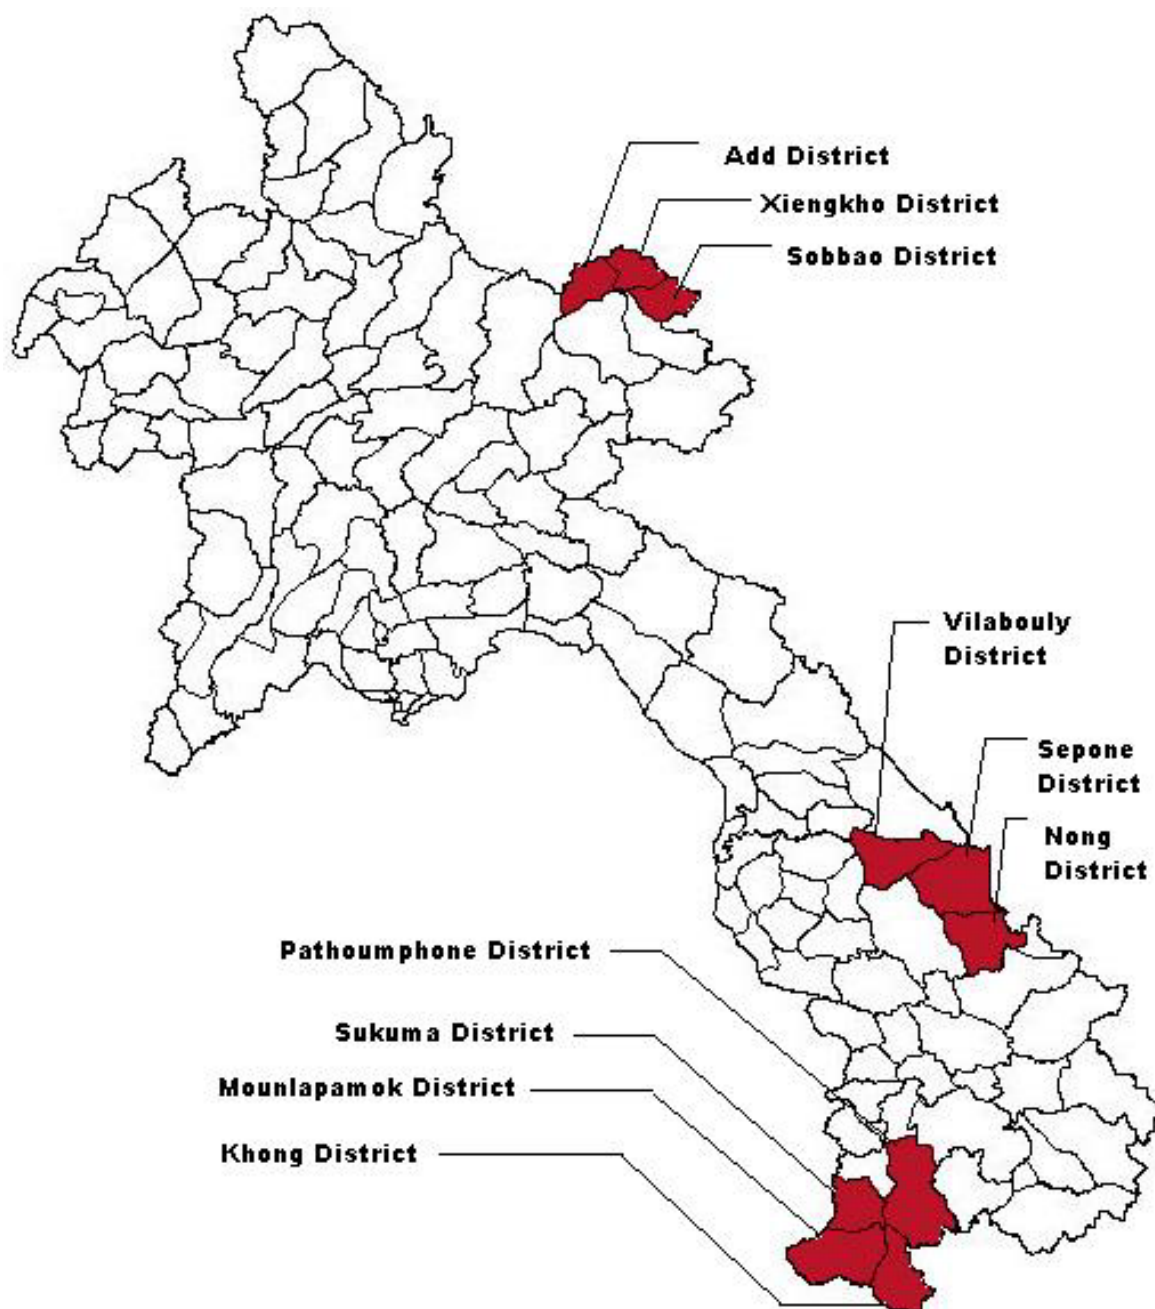 Add District
Xiengkho District
Sobbao District
Vilabouly
District
Sepone
District
Nong
District
Pathoumphone District
Sukuma District
Mounlapamok District
Khong District